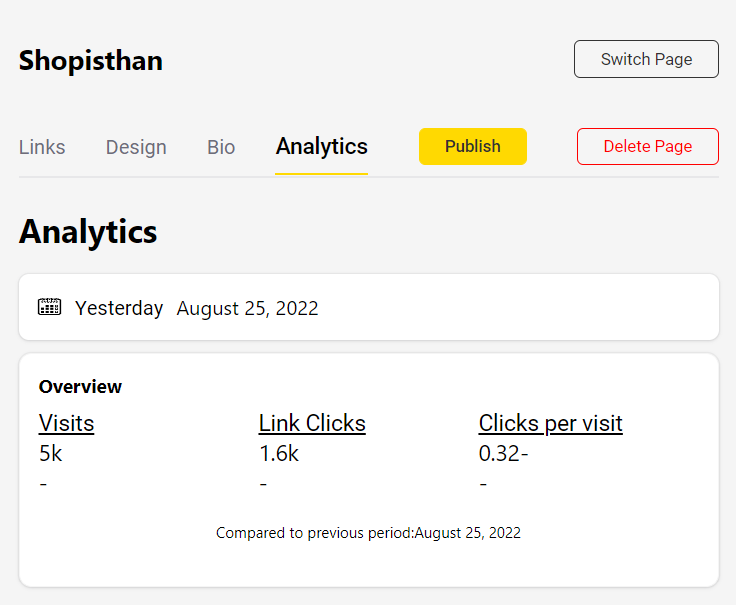 Shopisthan
Switch Page
Links Design Bio Analytics Publish Delete Page
Analytics
Yesterday August 25, 2022
Overview
Visits Link Clicks Clicks per visit
5k 1.6k 0.32-
- - -
Compared to previous period:August 25, 2022